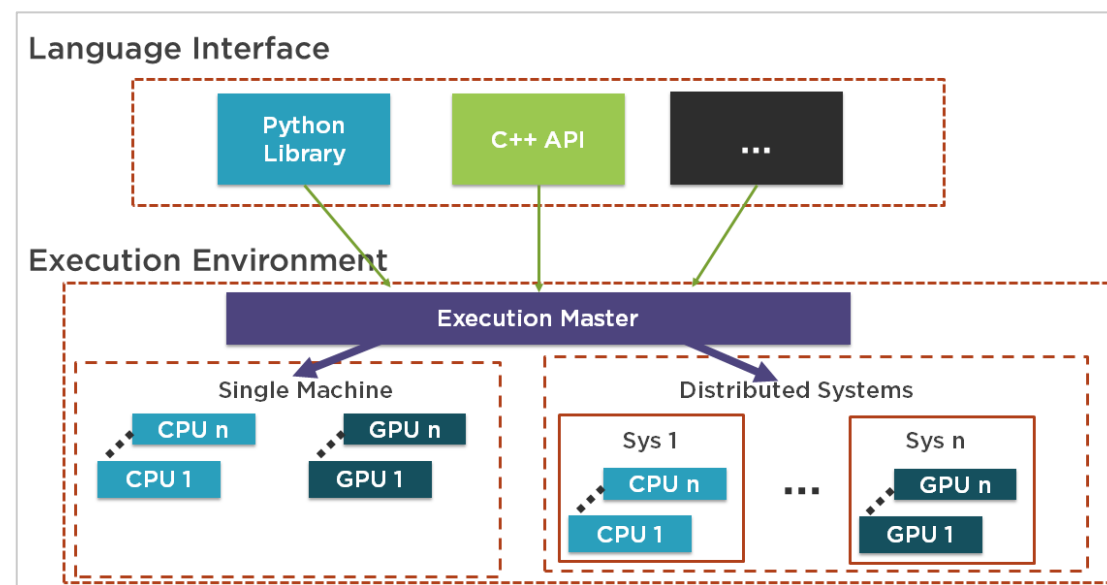 Language Interface
Python
Library
C++ API
...
Execution Environment
Execution Master
Single Machine
Distributed Systems
CPU n
GPU n
CPU 1
GPU 1
Sys 1
CPU n
CPU 1
...
Sys n
GPU n
GPU 1